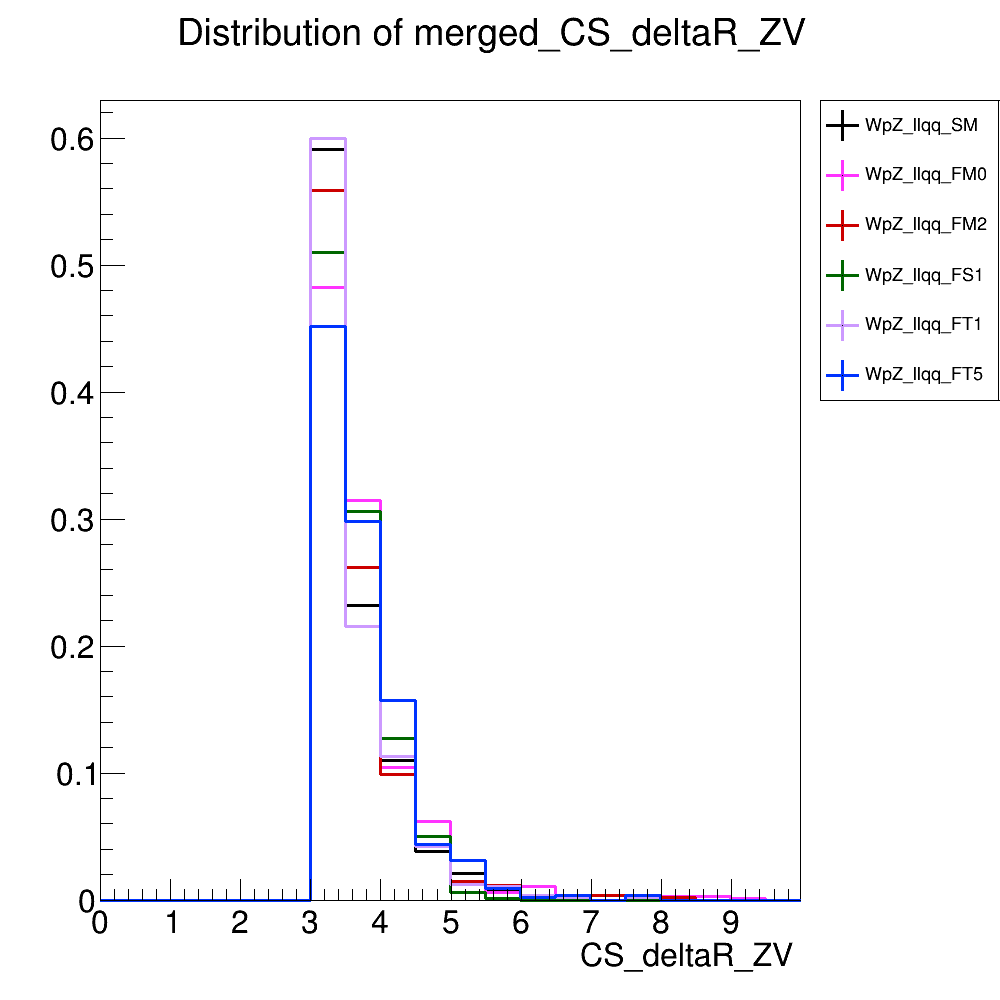 Distribution of merged_CS_deltaR_ZV
WpZ_llqq_SM
WpZ_llqq_FM0
WpZ_llqq_FM2
WpZ_llqq_FS1
WpZ_llqq_FT1
WpZ_llqq_FT5
0.6
0.5
0.4
0.3
0.2
0.1
0
0 1 2 3 4 5 6 7 8 9
CS_deltaR_ZV